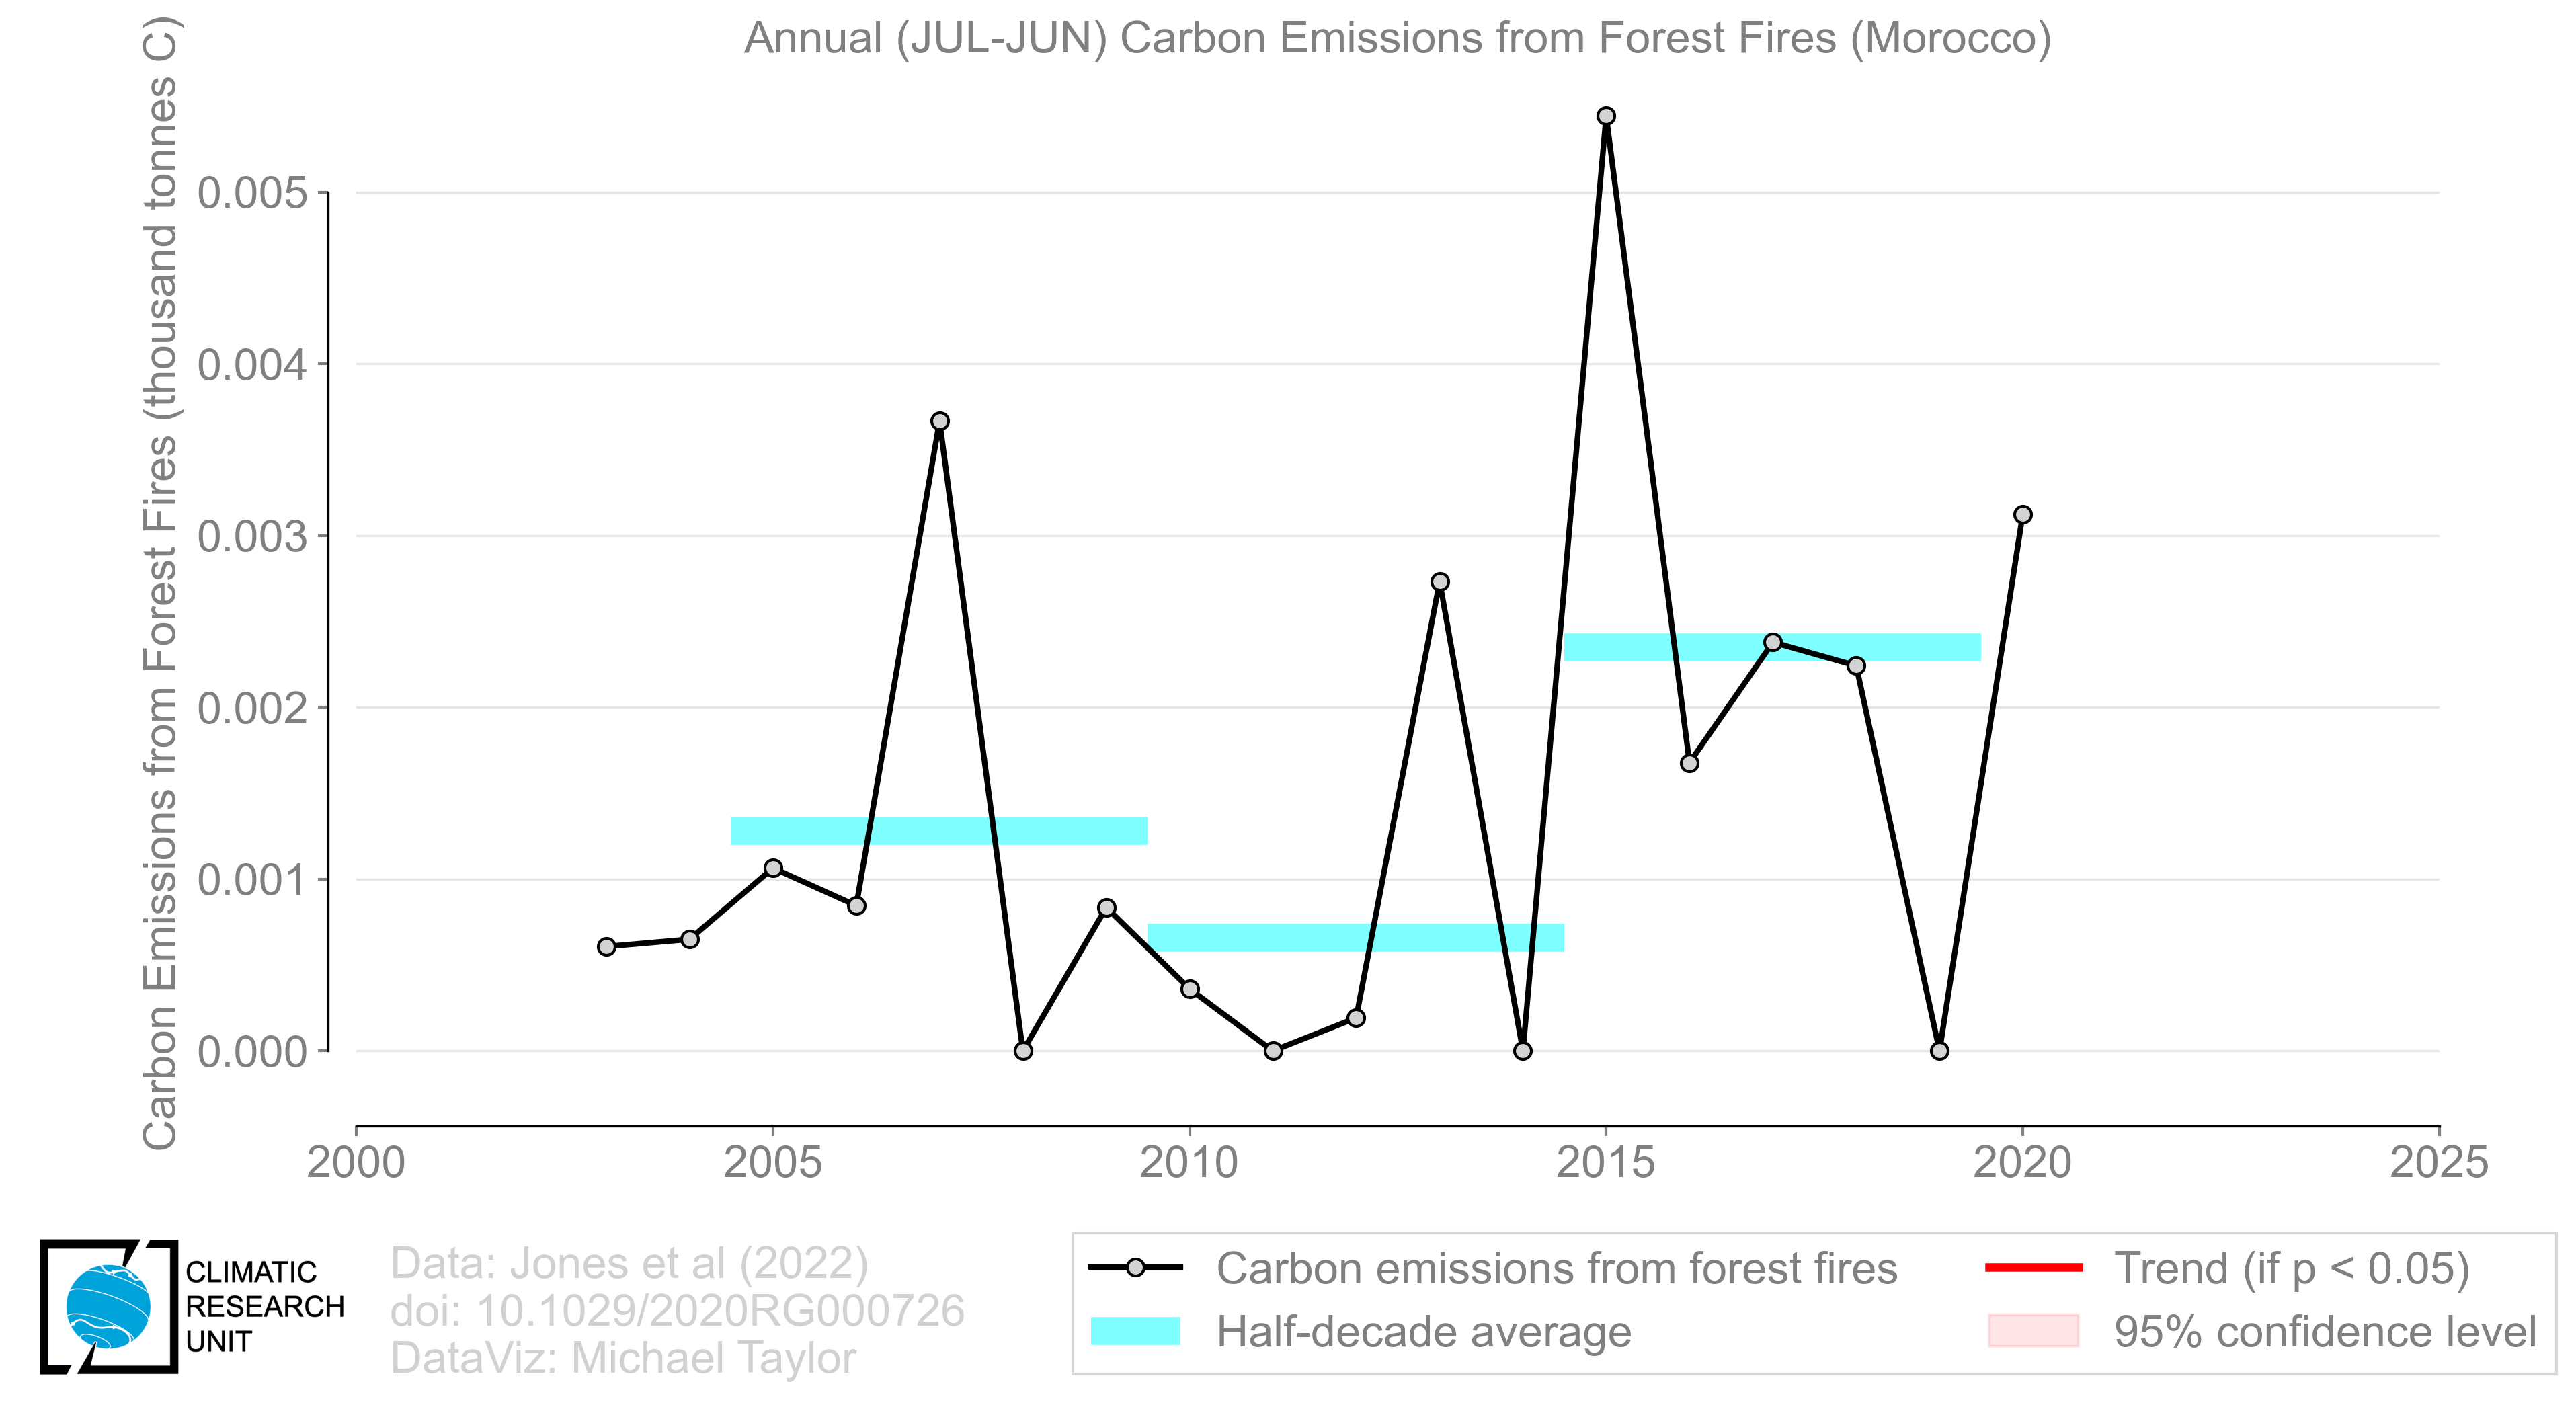 Annual (JUL-JUN) Carbon Emissions from Forest Fires (Morocco)
Carbon Emissions from Forest Fires (thousand tonnes C)
0.005
0.004
0.003
0.002
0.001
0.000
2000
2005
2010
2015
2020
2025
CLIMATIC
RESEARCH
UNIT
Data: Jones et al (2022)
doi: 10.1029/2020RG000726
DataViz: Michael Taylor
Carbon emissions from forest fires
Half-decade average
Trend (if p < 0.05)
95% confidence level